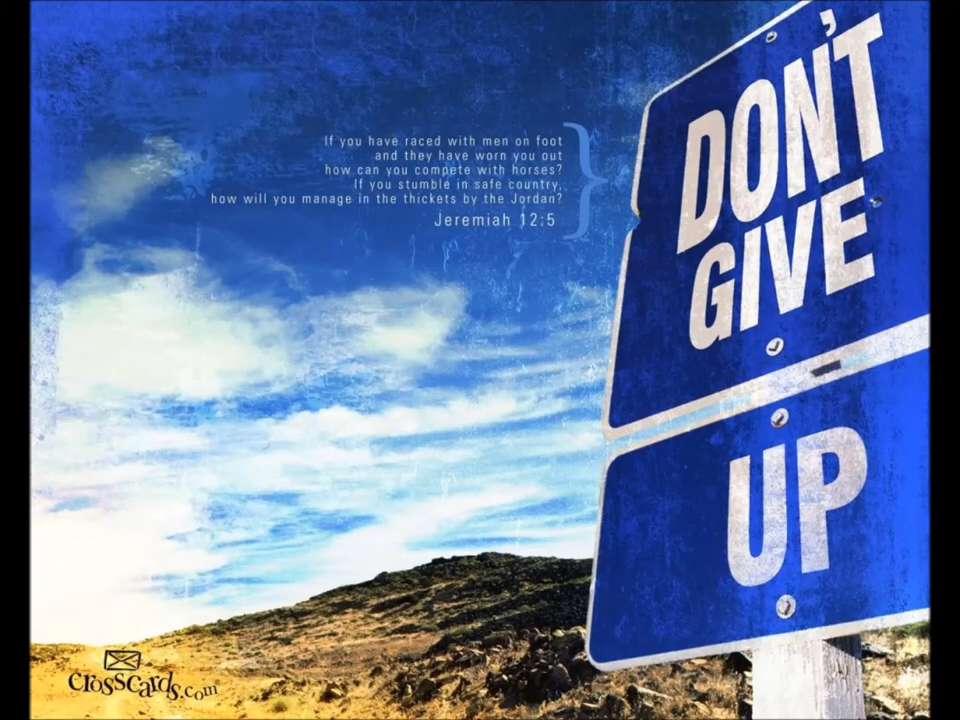 If you have raced with men on foot
and they have worn you out
how can you compete with horses?
If you stumble in safe country,
how will you manage in the thickets by the Jordan?
Jeremiah 12:5
DON'T
GIVE
UP
crosscards.com